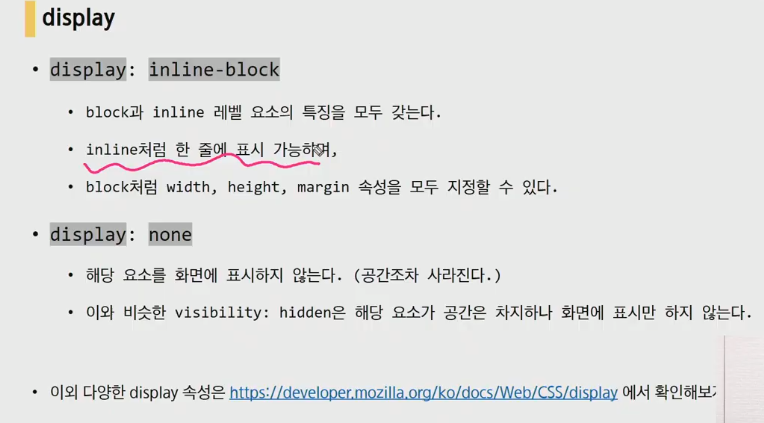 display
• display: inline-block
• block과 inline 레벨 요소의 특징을 모두 갖는다.
• inline처럼 한 줄에 표시 가능하며,
• block처럼 width, height, margin 속성을 모두 지정할 수 있다.
• display: none
• 해당 요소를 화면에 표시하지 않는다. (공간조차 사라진다.)
• 이와 비슷한 visibility: hidden은 해당 요소가 공간은 차지하나 화면에 표시만 하지 않는다.
• 이외 다양한 display 속성은 https://developer.mozilla.org/ko/docs/Web/CSS/display 에서 확인해보